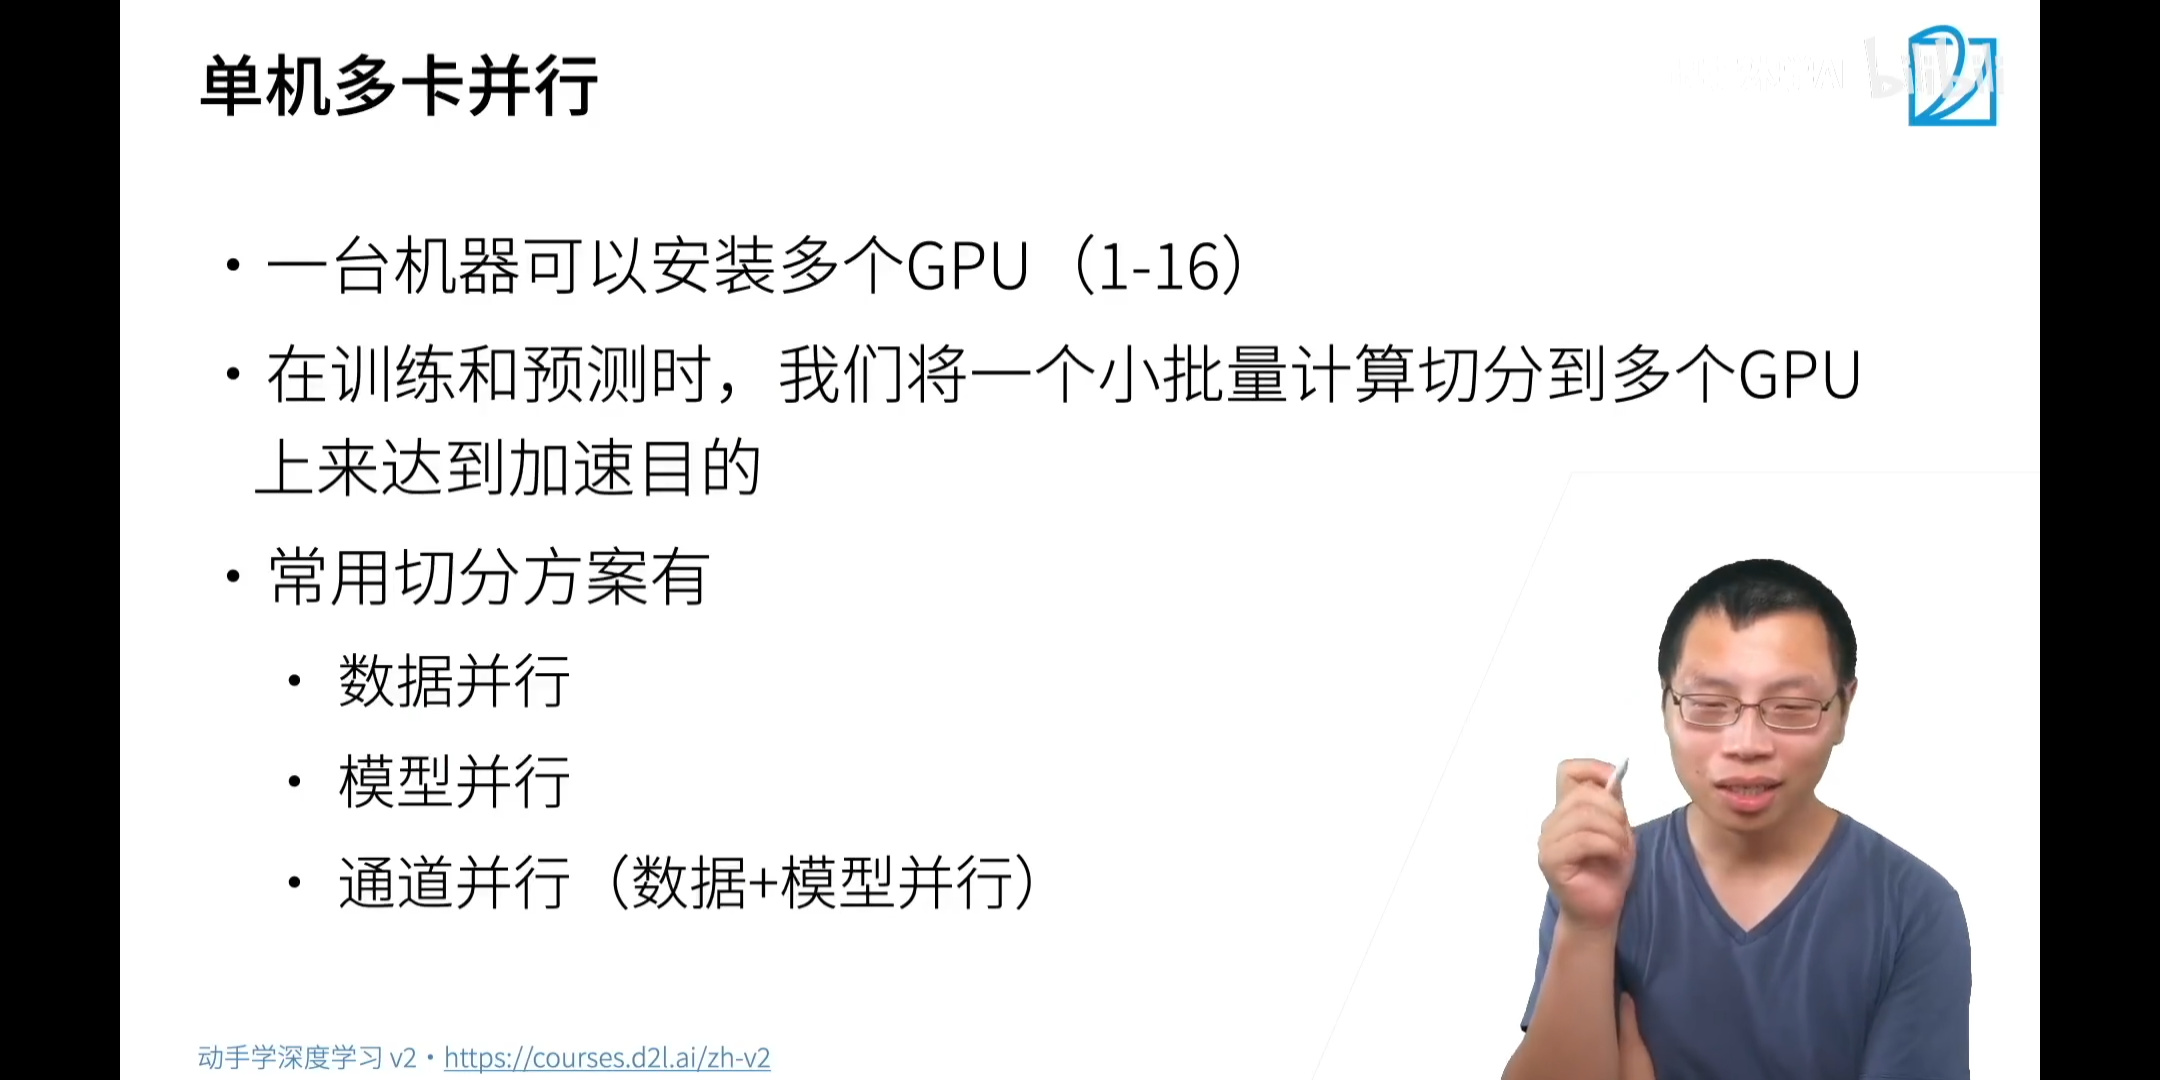 单机多卡并行
bilibili
• 一台机器可以安装多个GPU（1-16）
• 在训练和预测时，我们将一个小批量计算切分到多个GPU
上来达到加速目的
• 常用切分方案有
• 数据并行
• 模型并行
• 通道并行（数据+模型并行）
动手学深度学习 v2 • https://courses.d2l.ai/zh-v2